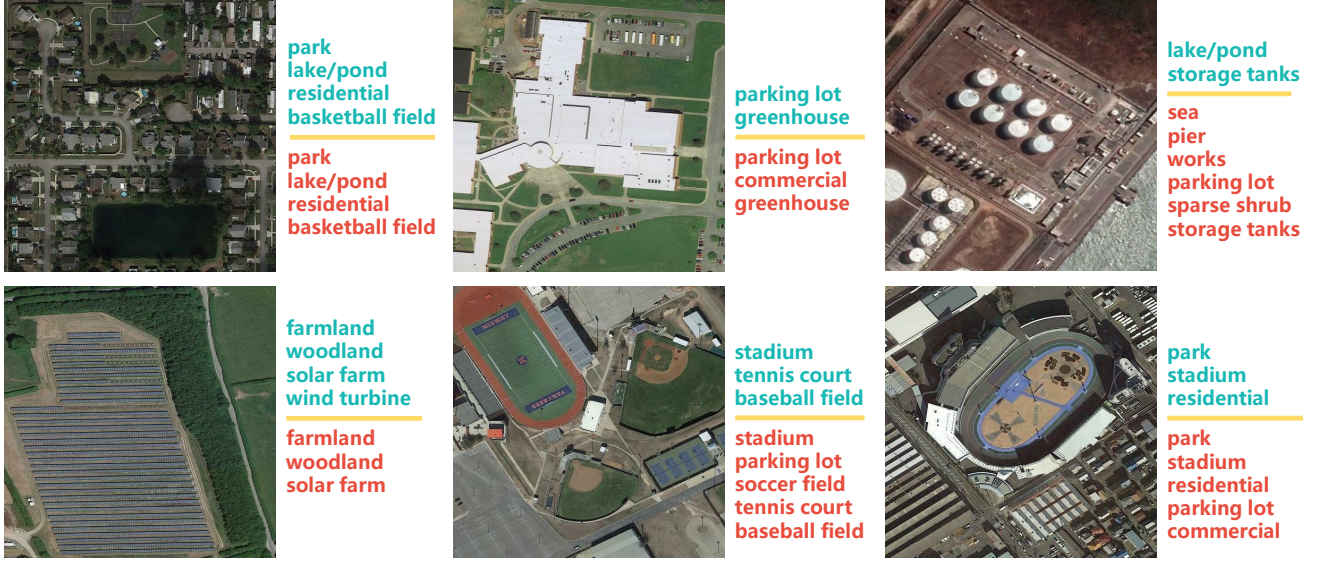 park
lake/pond
residential
basketball field
park
lake/pond
residential
basketball field
parking lot
greenhouse
parking lot
commercial
greenhouse
lake/pond
storage tanks
sea
pier
works
parking lot
sparse shrub
storage tanks
farmland
woodland
solar farm
wind turbine
farmland
woodland
solar farm
MIDWAY
PANTHERS
stadium
tennis court
baseball field
stadium
parking lot
soccer field
tennis court
baseball field
park
stadium
residential
park
stadium
residential
parking lot
commercial